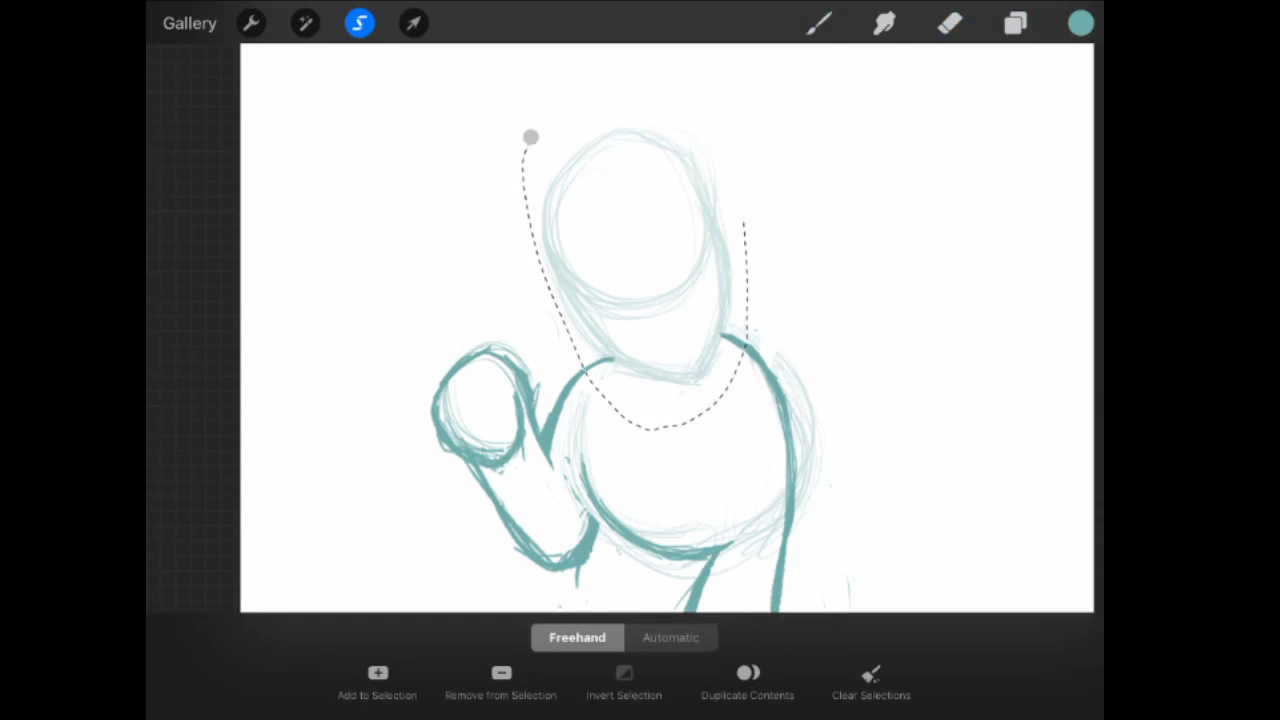 Gallery
Freehand Automatic
Add to Selection Remove from Selection Invert Selection Duplicate Contents Clear Selections